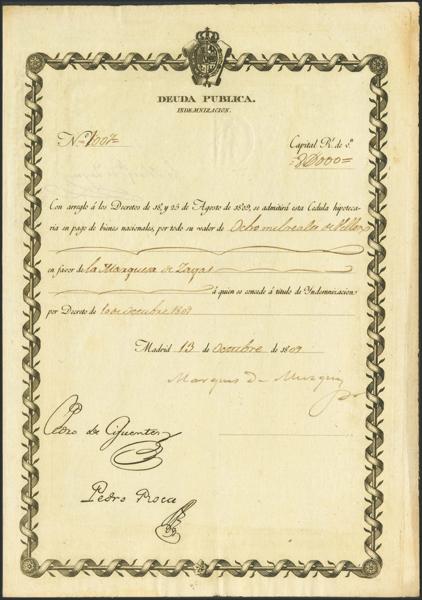 DEUDA PUBLICA.
INDEMNIZACION.
N.º 1007=
Capital R.s de v.n
=8000=
Con arreglo á los Decretos de 18, y 25 de Agosto de 1809, se admitirá esta Cédula hipoteca-
ria en pago de bienes nacionales, por todo su valor de Ocho mil reales de Vellon
en favor de la Marquesa de Zayas
á quien se concede á título de Indemnizacion
por Decreto de 10 de Octubre 1809
Madrid 13 de Octubre de 1809
Marques de
Pedro de Cifuentes
Pedro Roca